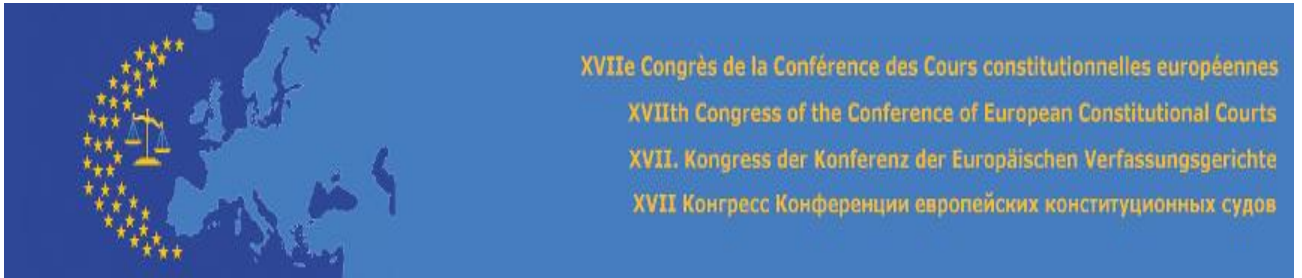 XVIIe Congrès de la Conférence des Cours constitutionnelles européennes
XVIIth Congress of the Conference of European Constitutional Courts
XVII. Kongress der Konferenz der Europäischen Verfassungsgerichte
XVII Конгресс Конференции европейских конституционных судов